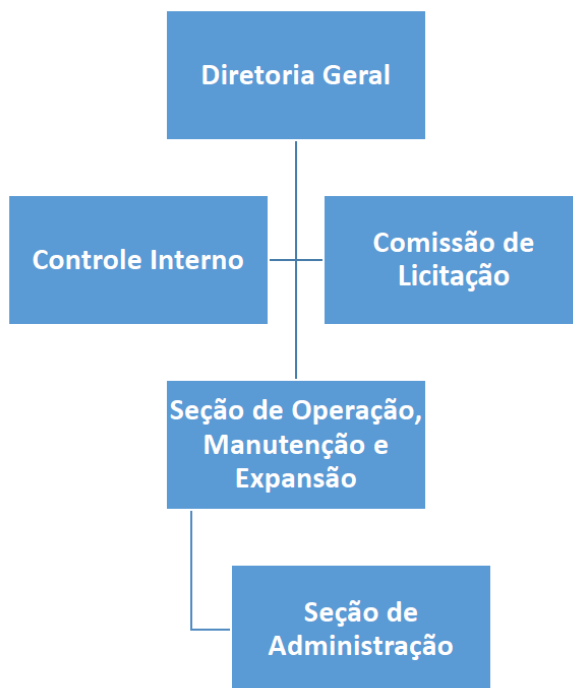 Diretoria Geral
Controle Interno
Comissão de
Licitação
Seção de Operação,
Manutenção e
Expansão
Seção de
Administração